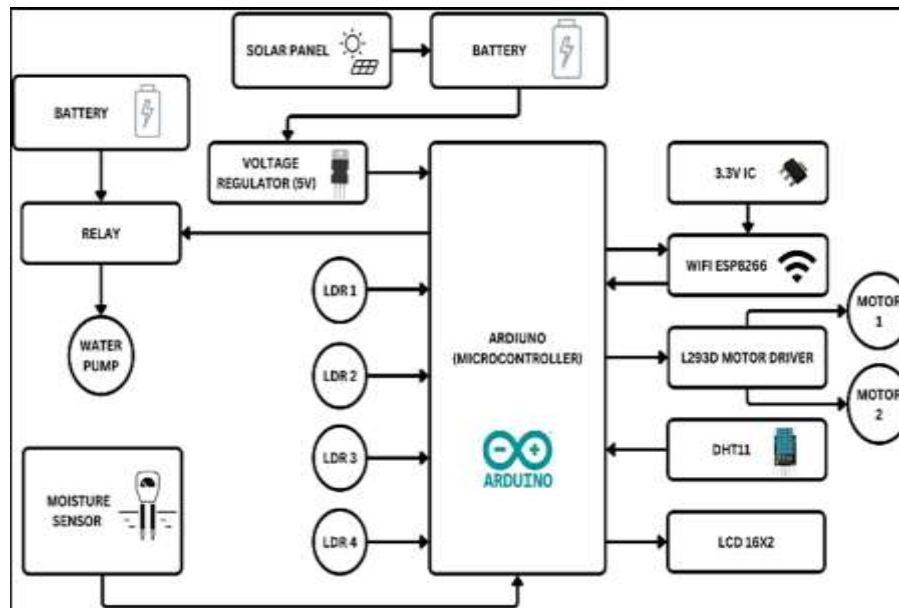 SOLAR PANEL
BATTERY
BATTERY
VOLTAGE
REGULATOR (5V)
3.3V IC
RELAY
WIFI ESP8266
LDR 1
MOTOR
1
WATER
PUMP
ARDIUNO
(MICROCONTROLLER)
L293D MOTOR DRIVER
LDR 2
MOTOR
2
LDR 3
ARDUINO
DHT11
MOISTURE
SENSOR
LDR 4
LCD 16X2